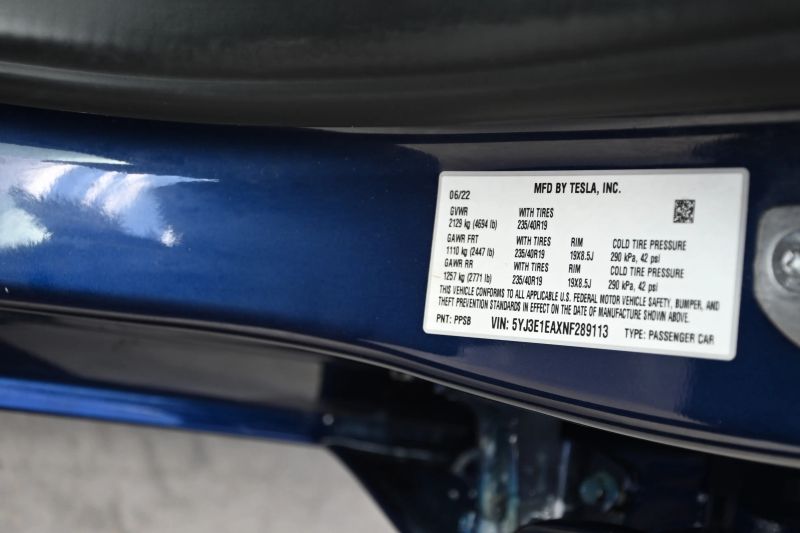 MFD BY TESLA, INC.
06/22
GVWR WITH TIRES
2129 kg (4694 lb) 235/40R19
GAWR FRT WITH TIRES RIM COLD TIRE PRESSURE
1110 kg (2447 lb) 235/40R19 19X8.5J 290 kPa, 42 psi
GAWR RR WITH TIRES RIM COLD TIRE PRESSURE
1257 kg (2771 lb) 235/40R19 19X8.5J 290 kPa, 42 psi
THIS VEHICLE CONFORMS TO ALL APPLICABLE U.S. FEDERAL MOTOR VEHICLE SAFETY, BUMPER, AND
THEFT PREVENTION STANDARDS IN EFFECT ON THE DATE OF MANUFACTURE SHOWN ABOVE.
PNT: PPSB VIN: 5YJ3E1EAXNF289113 TYPE: PASSENGER CAR